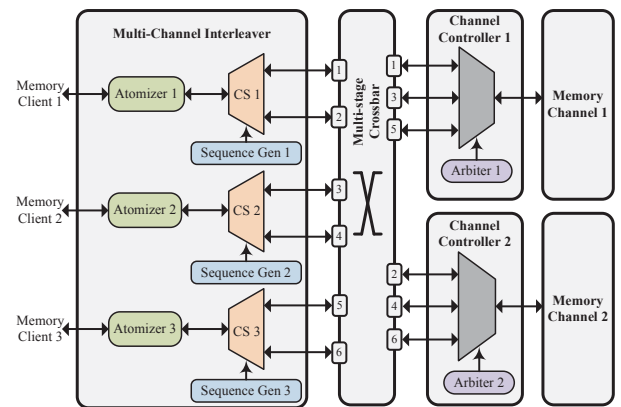 Multi-Channel Interleaver
Memory
Client 1
Atomizer 1
CS 1
Sequence Gen 1
Memory
Client 2
Atomizer 2
CS 2
Sequence Gen 2
Memory
Client 3
Atomizer 3
CS 3
Sequence Gen 3
1
2
3
4
5
6
Multi-stage
Crossbar
1
3
5
2
4
6
Channel
Controller 1
Arbiter 1
Memory
Channel 1
Channel
Controller 2
Arbiter 2
Memory
Channel 2